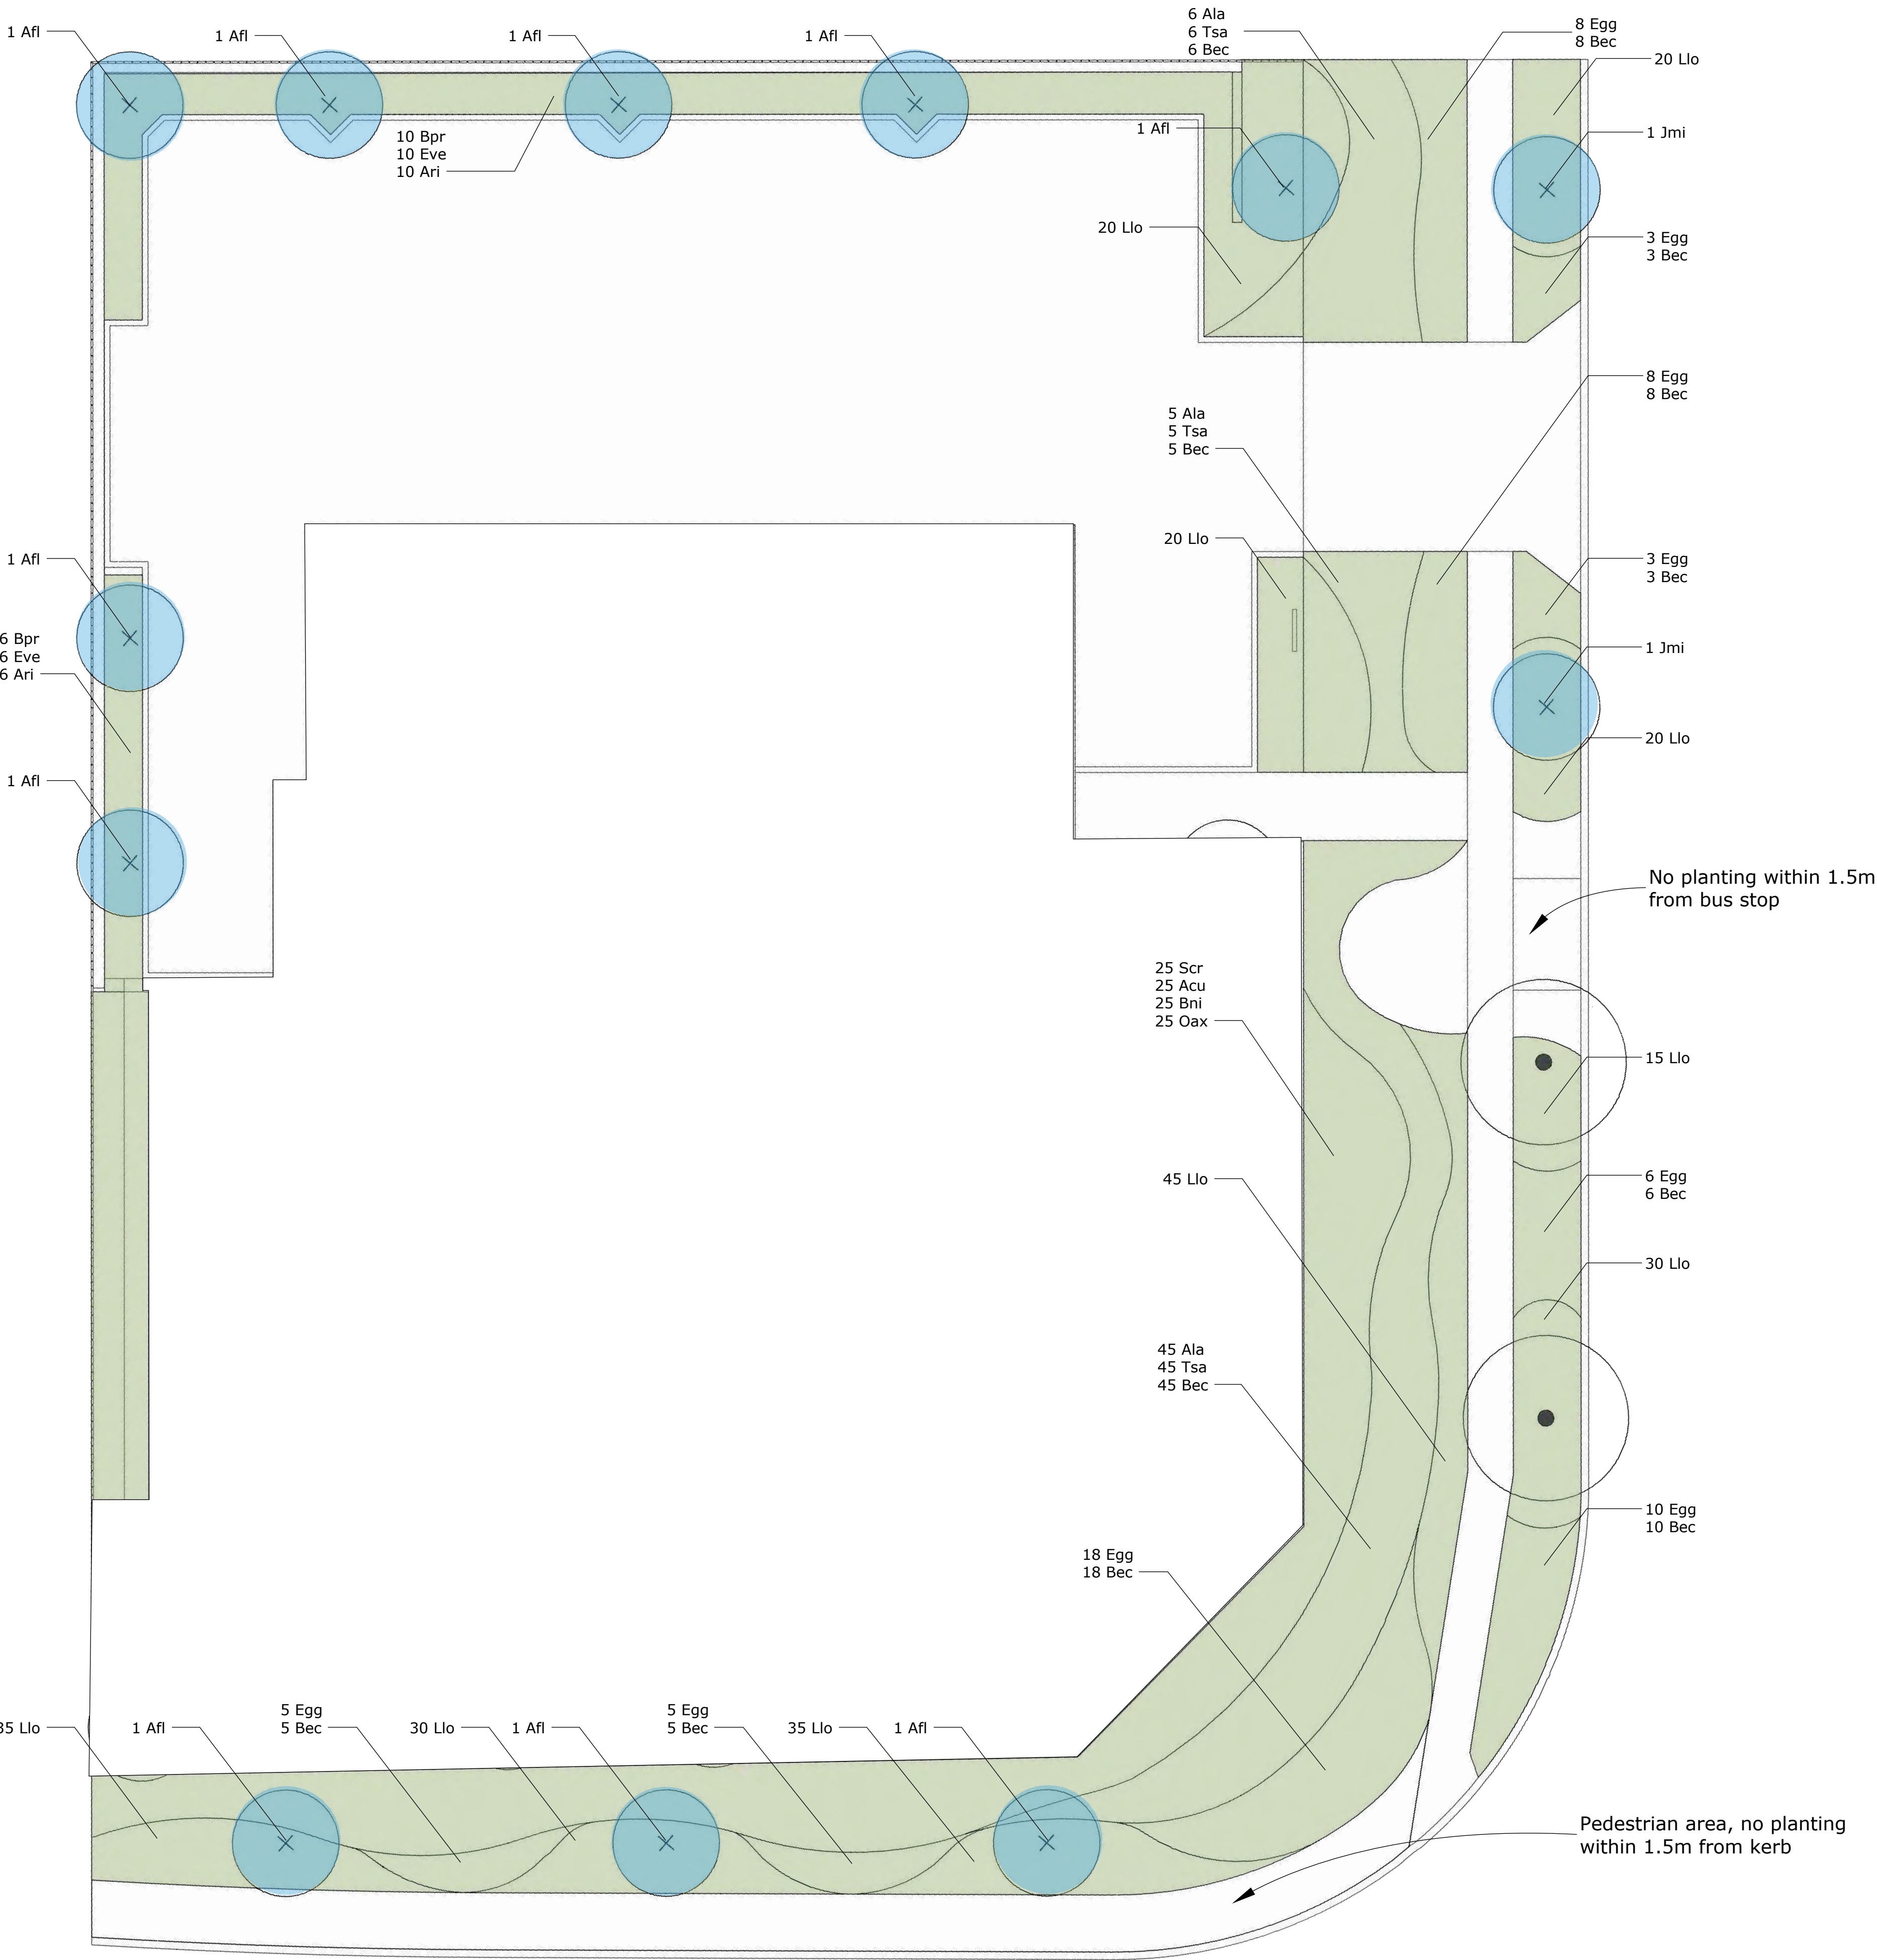 1 Afl
1 Afl
1 Afl
1 Afl
6 Ala
6 Tsa
6 Bec
8 Egg
8 Bec
20 Llo
10 Bpr
10 Eve
10 Ari
1 Afl
1 Jmi
20 Llo
3 Egg
3 Bec
8 Egg
8 Bec
5 Ala
5 Tsa
5 Bec
20 Llo
1 Afl
3 Egg
3 Bec
6 Bpr
6 Eve
6 Ari
1 Jmi
20 Llo
1 Afl
No planting within 1.5m
from bus stop
25 Scr
25 Acu
25 Bni
25 Oax
15 Llo
45 Llo
6 Egg
6 Bec
30 Llo
45 Ala
45 Tsa
45 Bec
10 Egg
10 Bec
18 Egg
18 Bec
35 Llo
1 Afl
5 Egg
5 Bec
30 Llo
1 Afl
5 Egg
5 Bec
35 Llo
1 Afl
Pedestrian area, no planting
within 1.5m from kerb